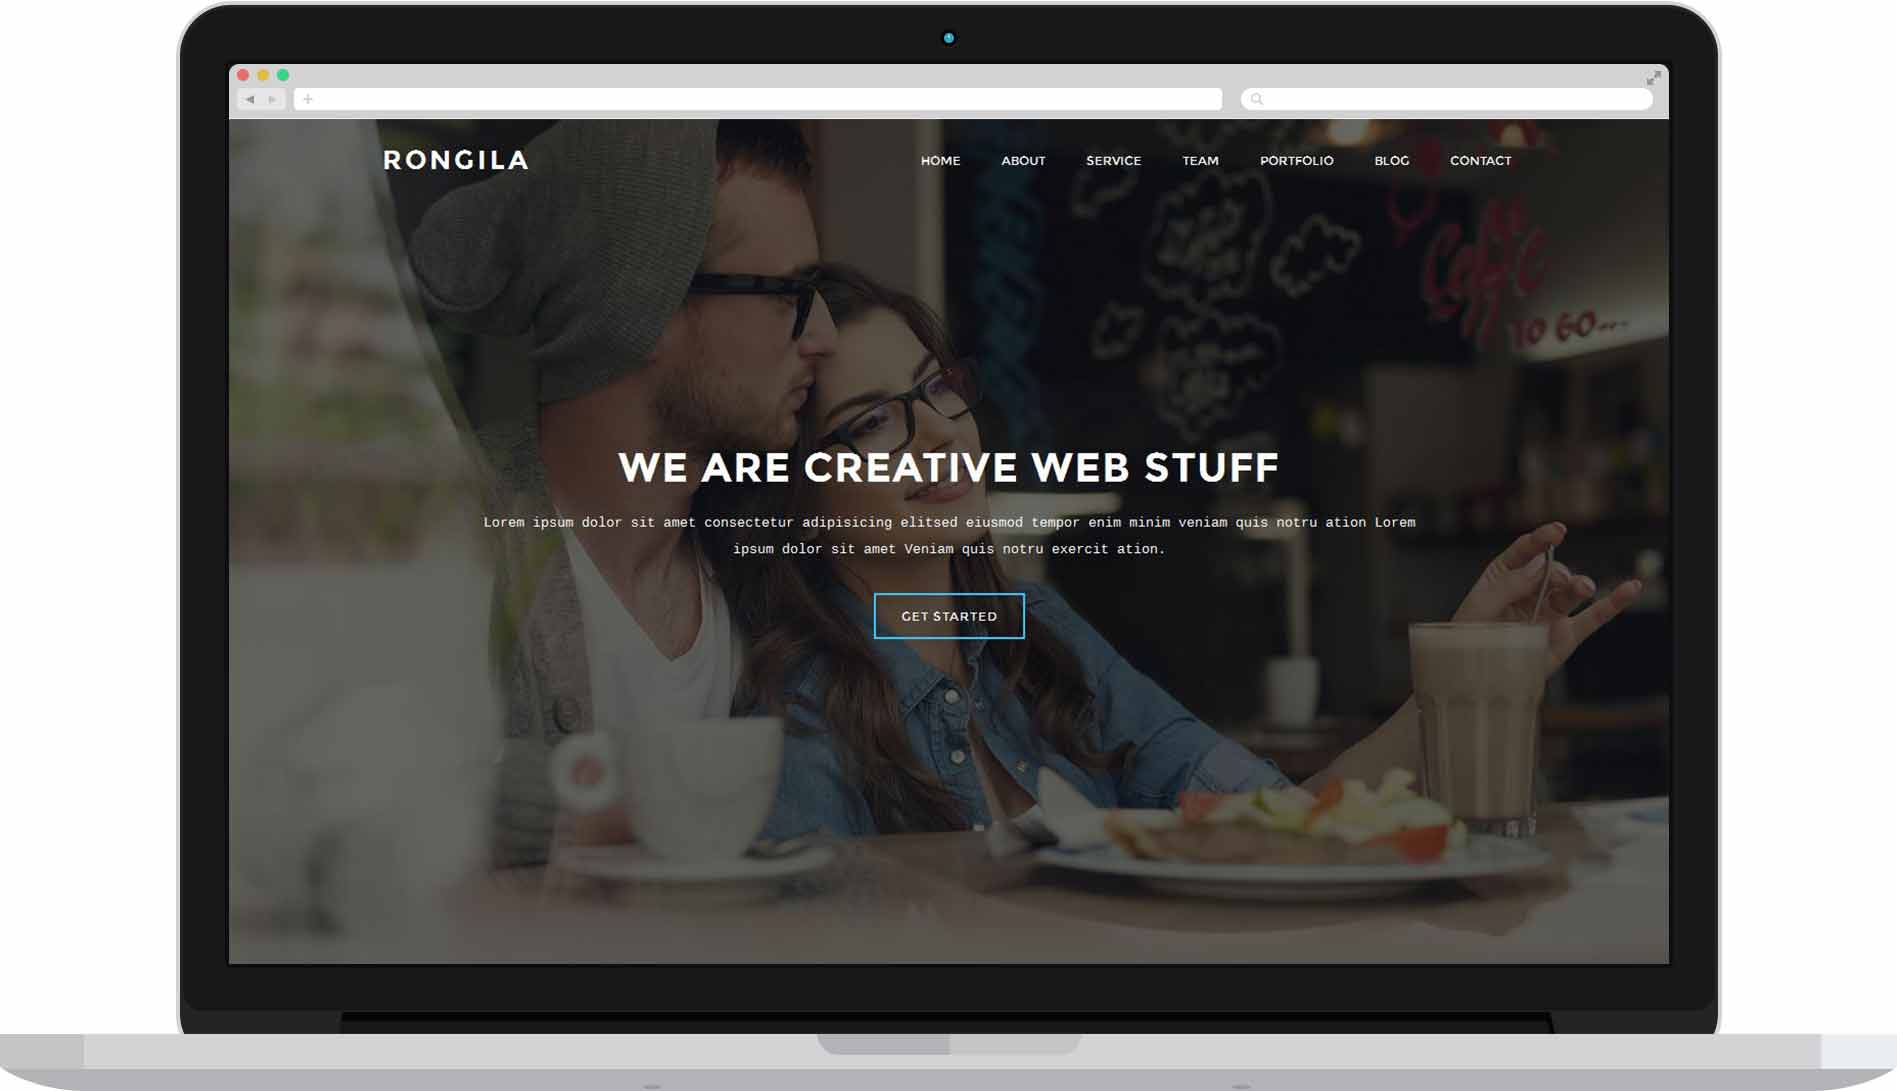 RONGILA
HOME ABOUT SERVICE TEAM PORTFOLIO BLOG CONTACT
Coffee
TO GO...
WE ARE CREATIVE WEB STUFF
Lorem ipsum dolor sit amet consectetur adipisicing elitsed eiusmod tempor enim minim veniam quis notru ation Lorem
ipsum dolor sit amet Veniam quis notru exercit ation.
GET STARTED